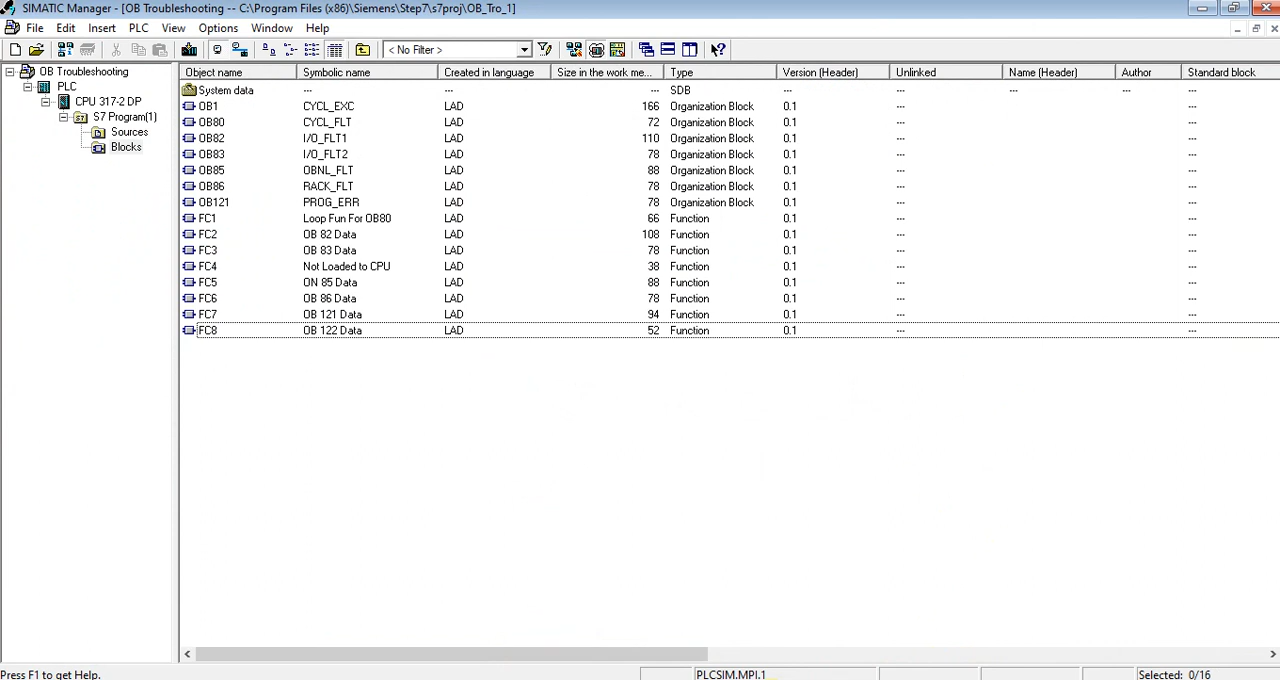 SIMATIC Manager - [OB Troubleshooting -- C:\Program Files (x86)\Siemens\Step7\s7proj\OB_Tro_1]
File Edit Insert PLC View Options Window Help
< No Filter >
OB Troubleshooting
PLC
CPU 317-2 DP
S7 Program(1)
Sources
Blocks
Object name Symbolic name Created in language Size in the work me... Type Version (Header) Unlinked Name (Header) Author Standard block
System data --- --- --- SDB --- --- --- --- ---
OB1 CYCL_EXC LAD 166 Organization Block 0.1 --- ---
OB80 CYCL_FLT LAD 72 Organization Block 0.1 --- ---
OB82 I/O_FLT1 LAD 110 Organization Block 0.1 --- ---
OB83 I/O_FLT2 LAD 78 Organization Block 0.1 --- ---
OB85 OBNL_FLT LAD 88 Organization Block 0.1 --- ---
OB86 RACK_FLT LAD 78 Organization Block 0.1 --- ---
OB121 PROG_ERR LAD 78 Organization Block 0.1 --- ---
FC1 Loop Fun For OB80 LAD 66 Function 0.1 --- ---
FC2 OB 82 Data LAD 108 Function 0.1 --- ---
FC3 OB 83 Data LAD 78 Function 0.1 --- ---
FC4 Not Loaded to CPU LAD 38 Function 0.1 --- ---
FC5 ON 85 Data LAD 88 Function 0.1 --- ---
FC6 OB 86 Data LAD 78 Function 0.1 --- ---
FC7 OB 121 Data LAD 94 Function 0.1 --- ---
FC8 OB 122 Data LAD 52 Function 0.1 --- ---
Press F1 to get Help. PLCSIM.MPI.1 Selected: 0/16